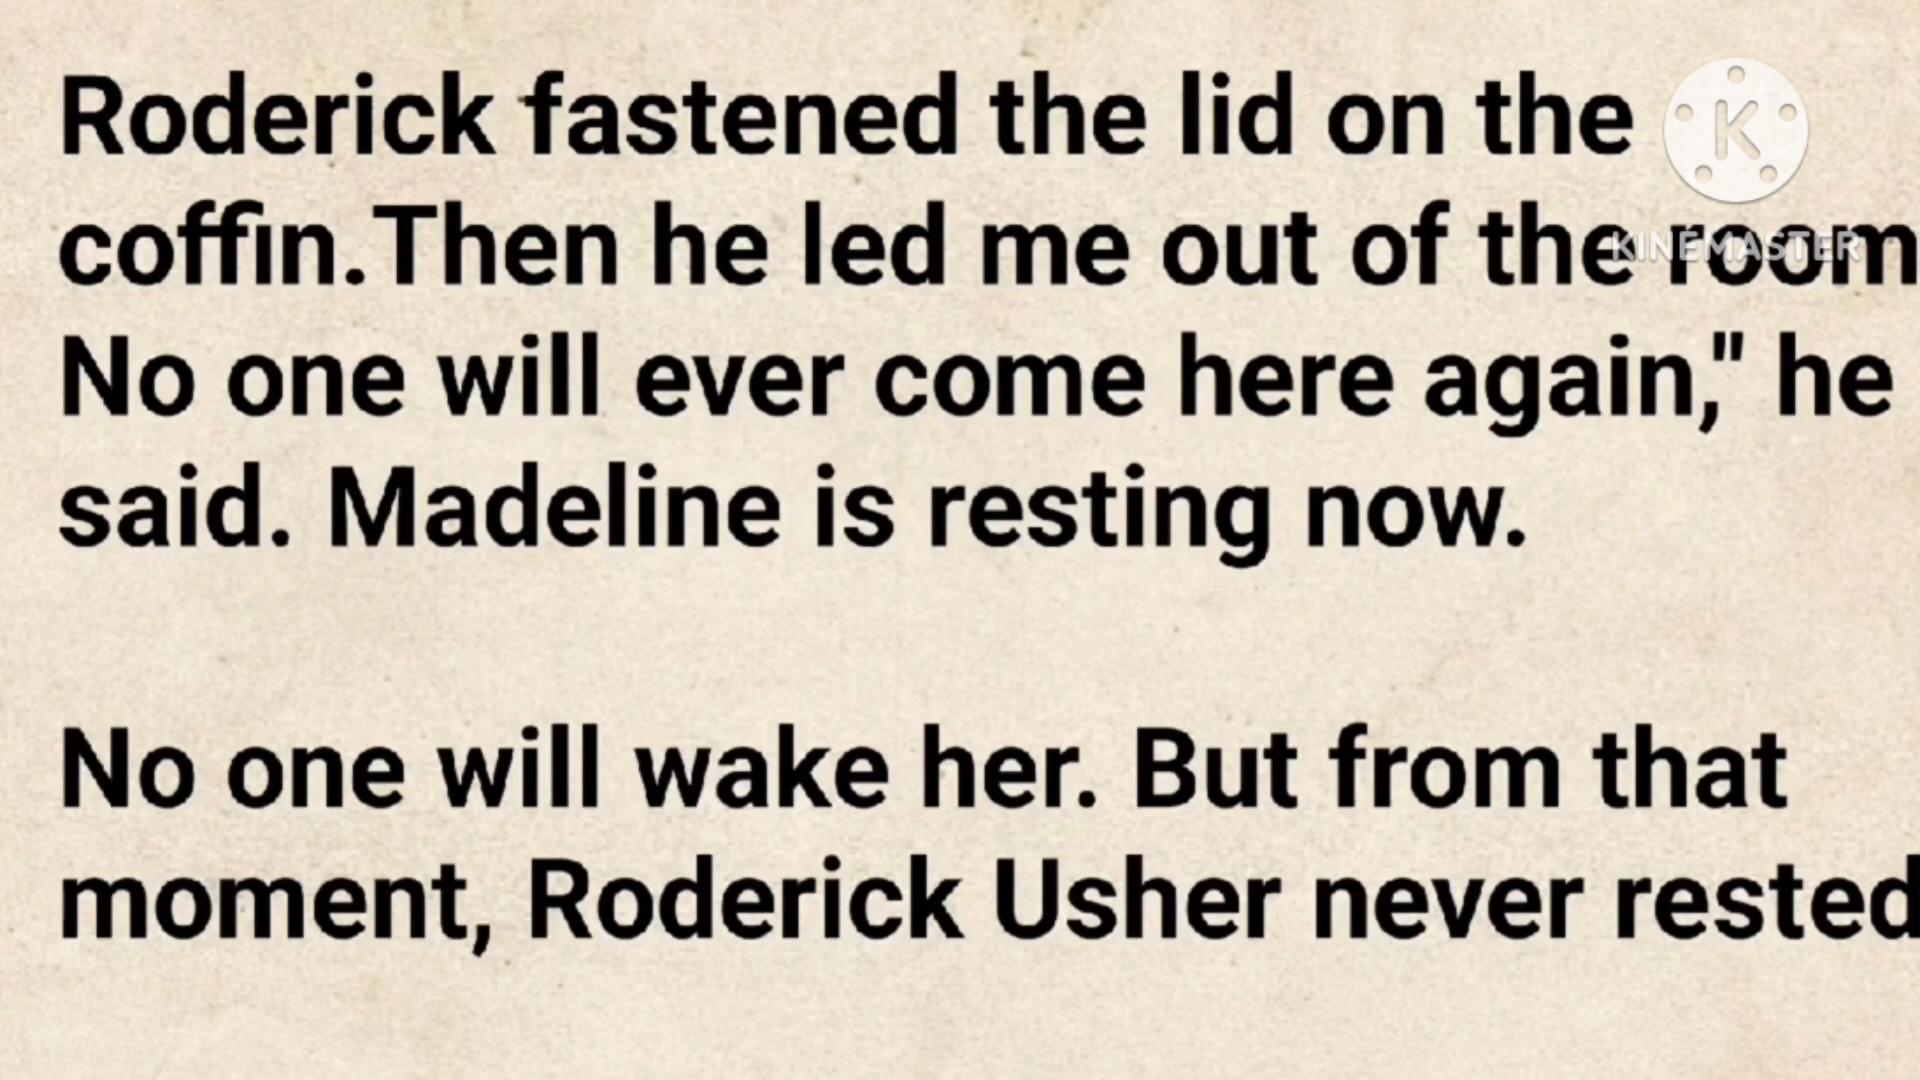 Roderick fastened the lid on the
coffin.Then he led me out of the room
No one will ever come here again," he
said. Madeline is resting now.
No one will wake her. But from that
moment, Roderick Usher never rested
K
KINEMASTER